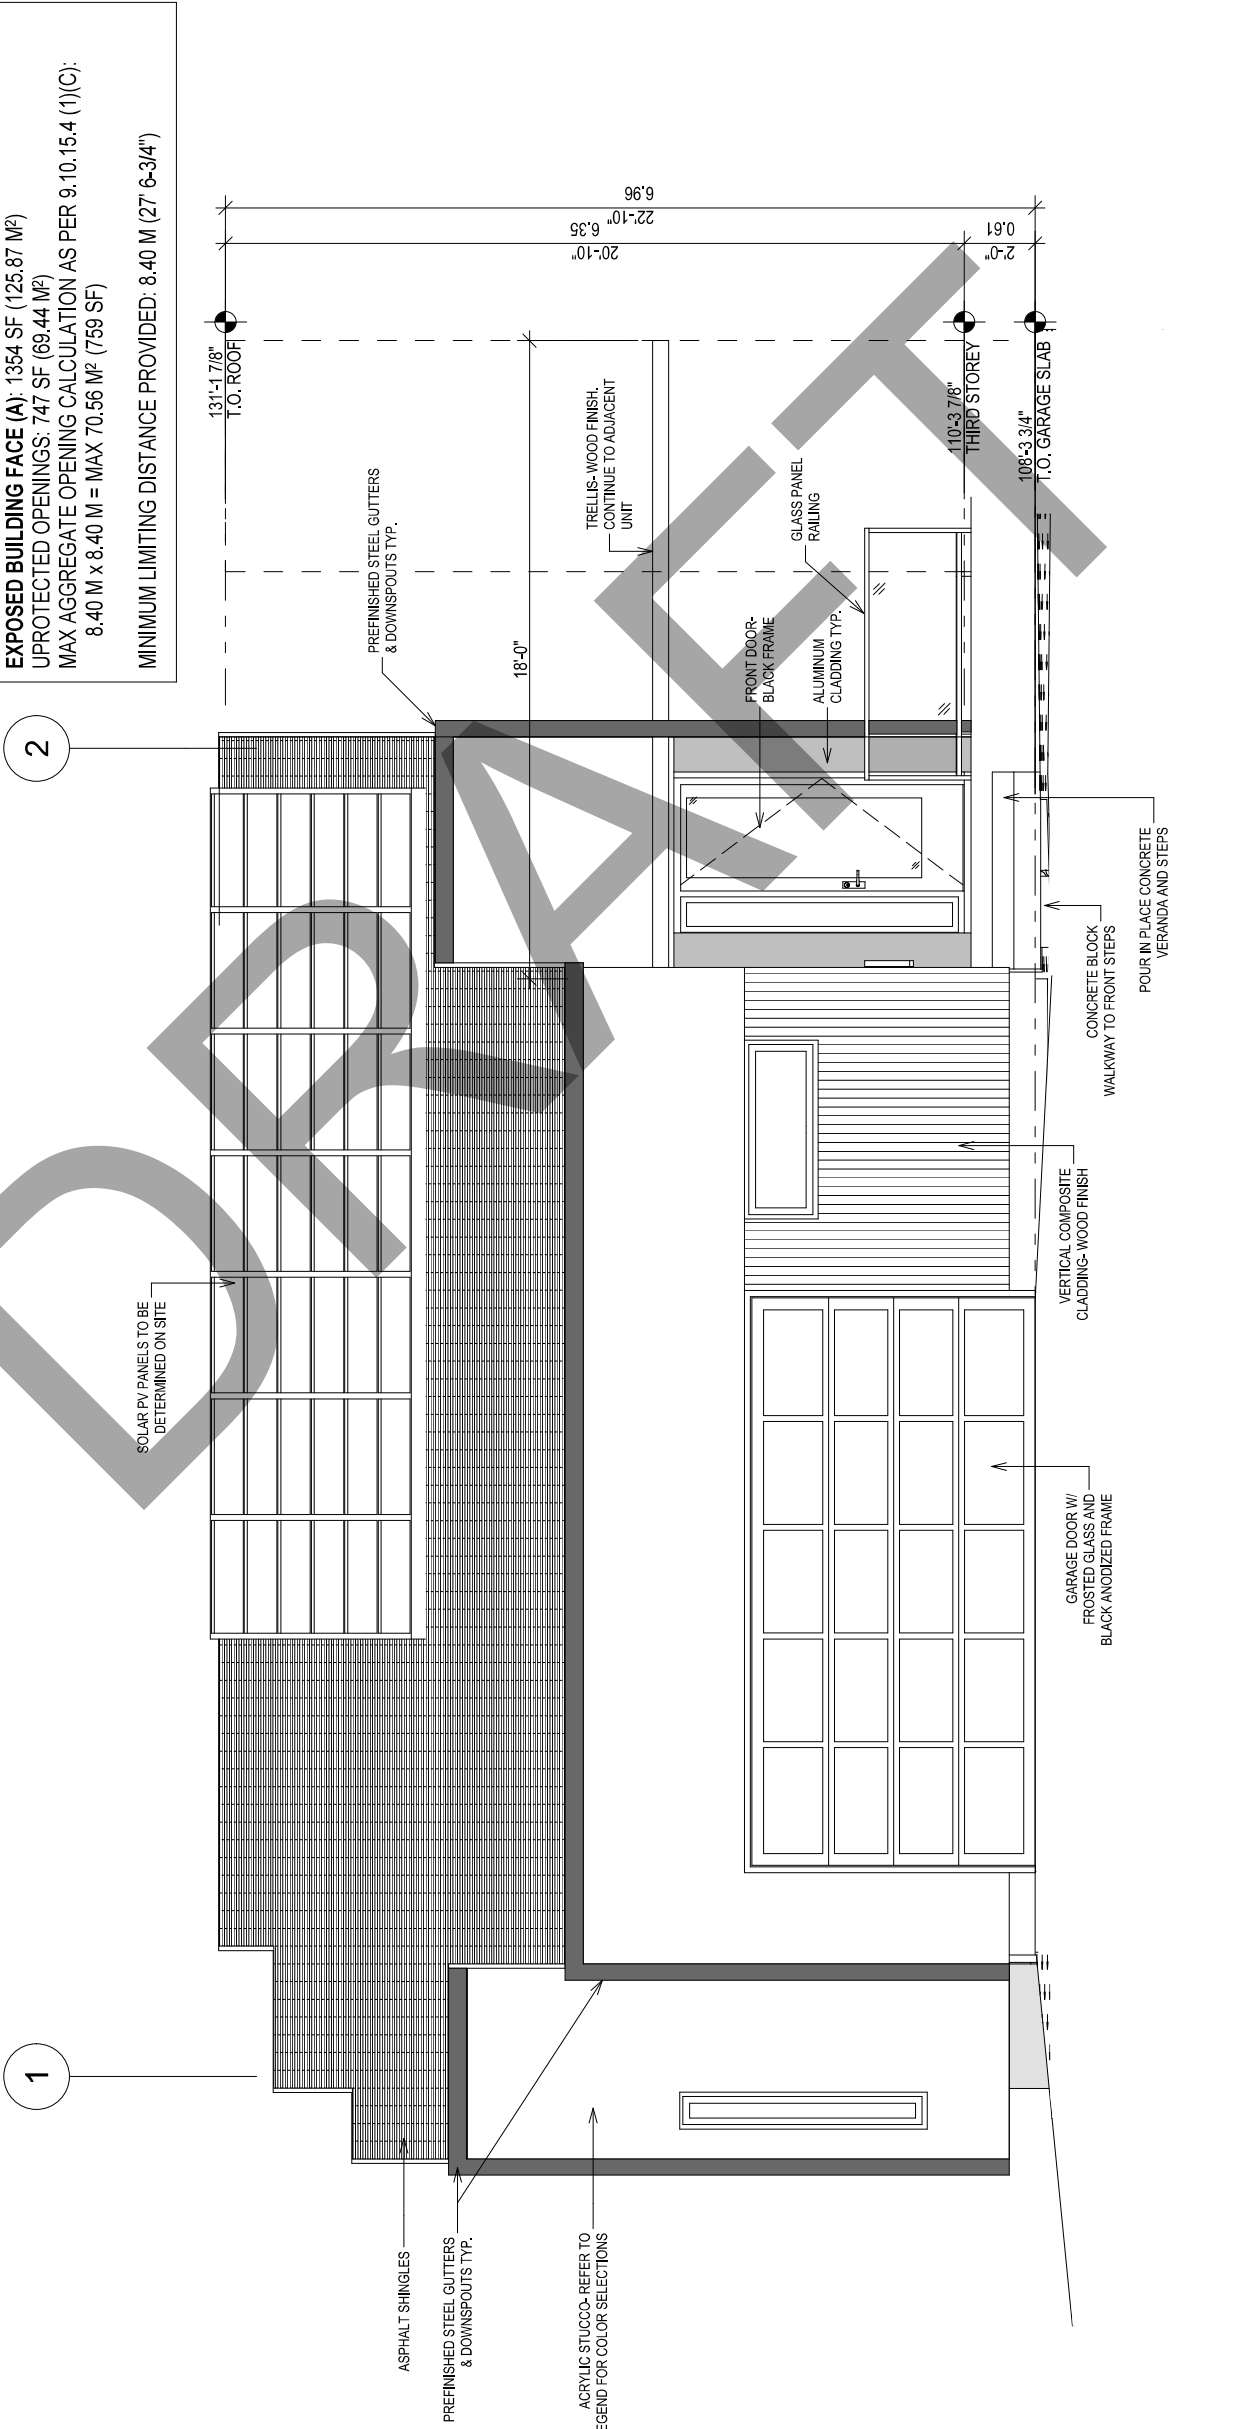 EXPOSED BUILDING FACE (A): 1354 SF (125.87 M²)
UPROTECTED OPENINGS: 747 SF (69.44 M²)
MAX AGGREGATE OPENING CALCULATION AS PER 9.10.15.4 (1)(C):
8.40 M x 8.40 M = MAX 70.56 M² (759 SF)
MINIMUM LIMITING DISTANCE PROVIDED: 8.40 M (27' 6-3/4")
1
2
SOLAR PV PANELS TO BE
DETERMINED ON SITE
131'-1 7/8"
T.O. ROOF
6.96
22'-10"
6.35
20'-10"
0.61
2'-0"
ASPHALT SHINGLES
PREFINISHED STEEL GUTTERS
& DOWNSPOUTS TYP.
PREFINISHED STEEL GUTTERS
& DOWNSPOUTS TYP.
18'-0"
TRELLIS- WOOD FINISH.
CONTINUE TO ADJACENT
UNIT
ACRYLIC STUCCO- REFER TO
EGEND FOR COLOR SELECTIONS
FRONT DOOR-
BLACK FRAME
GLASS PANEL
RAILING
ALUMINUM
CLADDING TYP.
110'-3 7/8"
THIRD STOREY
108'-3 3/4"
T.O. GARAGE SLAB
GARAGE DOOR W/
FROSTED GLASS AND
BLACK ANODIZED FRAME
VERTICAL COMPOSITE
CLADDING- WOOD FINISH
CONCRETE BLOCK
WALKWAY TO FRONT STEPS
POUR IN PLACE CONCRETE
VERANDA AND STEPS
DRAFT